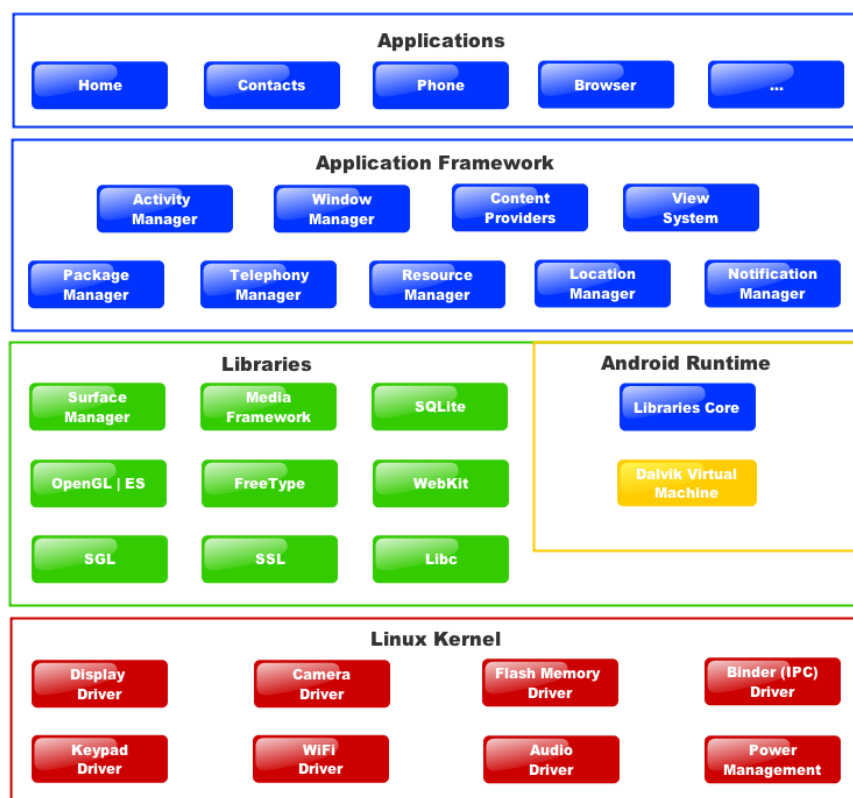 Applications
Home
Contacts
Phone
Browser
...
Application Framework
Activity
Manager
Window
Manager
Content
Providers
View
System
Package
Manager
Telephony
Manager
Resource
Manager
Location
Manager
Notification
Manager
Libraries
Surface
Manager
Media
Framework
SQLite
OpenGL | ES
FreeType
WebKit
SGL
SSL
Libc
Android Runtime
Libraries Core
Dalvik Virtual
Machine
Linux Kernel
Display
Driver
Camera
Driver
Flash Memory
Driver
Binder (IPC)
Driver
Keypad
Driver
WiFi
Driver
Audio
Driver
Power
Management